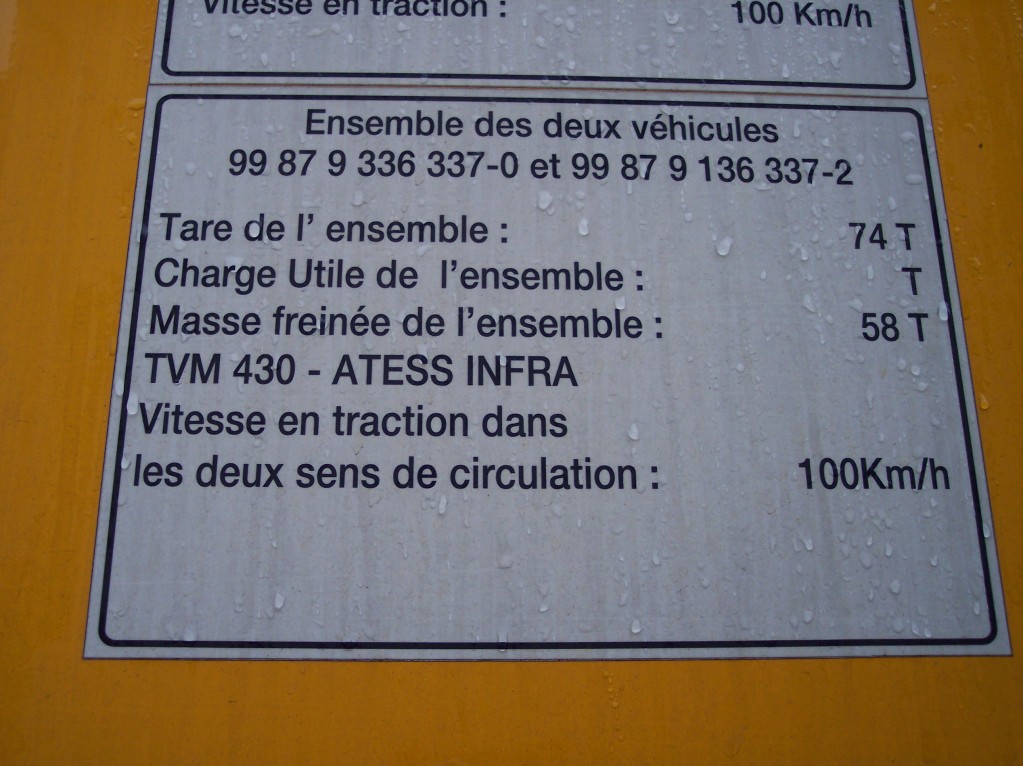 Vitesse en traction : 100 Km/h
Ensemble des deux véhicules
99 87 9 336 337-0 et 99 87 9 136 337-2
Tare de l' ensemble : 74 T
Charge Utile de l'ensemble : T
Masse freinée de l'ensemble : 58 T
TVM 430 - ATESS INFRA
Vitesse en traction dans
les deux sens de circulation : 100Km/h